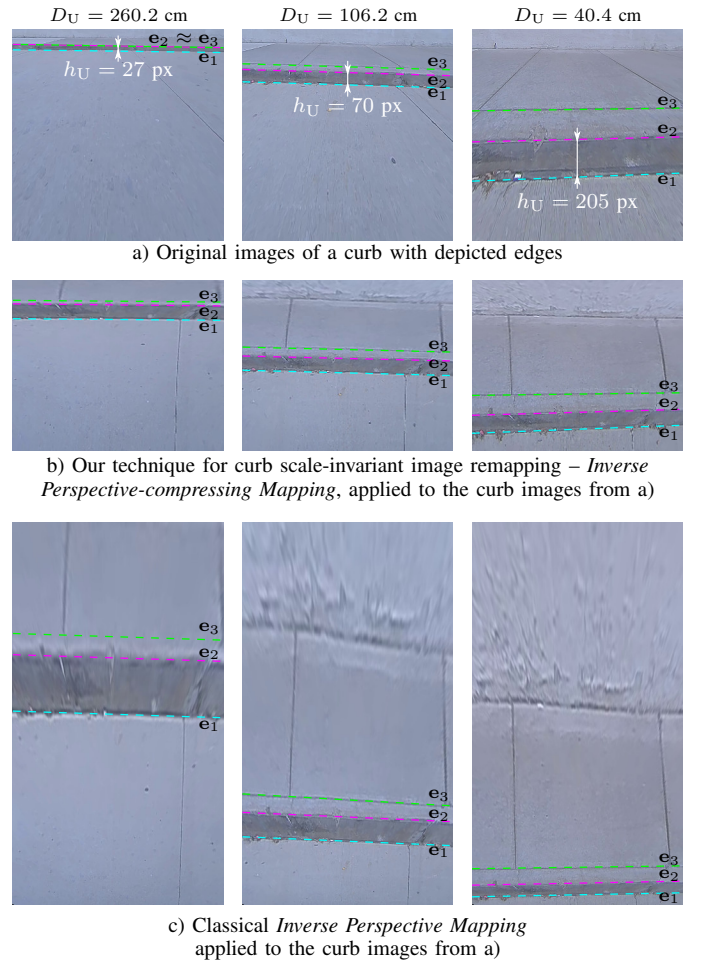 D_U = 260.2 cm D_U = 106.2 cm D_U = 40.4 cm
e₂ ≈ e₃
e₁
h_U = 27 px
e₃
e₂
e₁
h_U = 70 px
e₃
e₂
e₁
h_U = 205 px
a) Original images of a curb with depicted edges
e₃
e₂
e₁
e₃
e₂
e₁
e₃
e₂
e₁
b) Our technique for curb scale-invariant image remapping – Inverse
Perspective-compressing Mapping, applied to the curb images from a)
e₃
e₂
e₁
e₃
e₂
e₁
e₃
e₂
e₁
c) Classical Inverse Perspective Mapping
applied to the curb images from a)